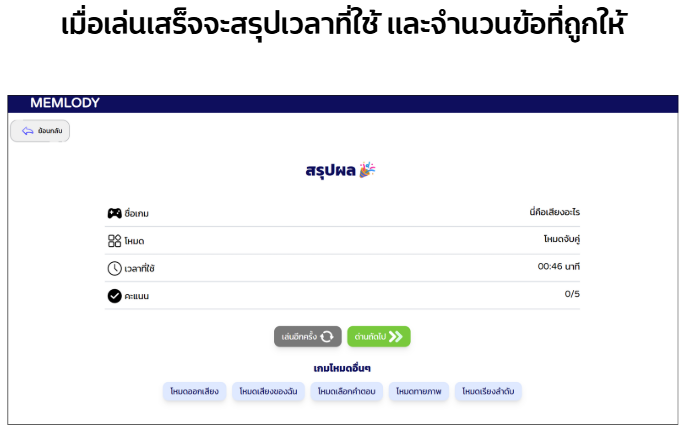 เมื่อเล่นเสร็จจะสรุปเวลาที่ใช้ และจำนวนข้อที่ถูกให้
MEMLODY
ย้อนกลับ
สรุปผล
ชื่อเกม นี่คือเสียงอะไร
โหมด โหมดจับคู่
เวลาที่ใช้ 00:46 นาที
คะแนน 0/5
เล่นอีกครั้ง ด่านถัดไป
เกมโหมดอื่นๆ
โหมดออกเสียง โหมดเสียงของฉัน โหมดเลือกคำตอบ โหมดทายภาพ โหมดเรียงลำดับ